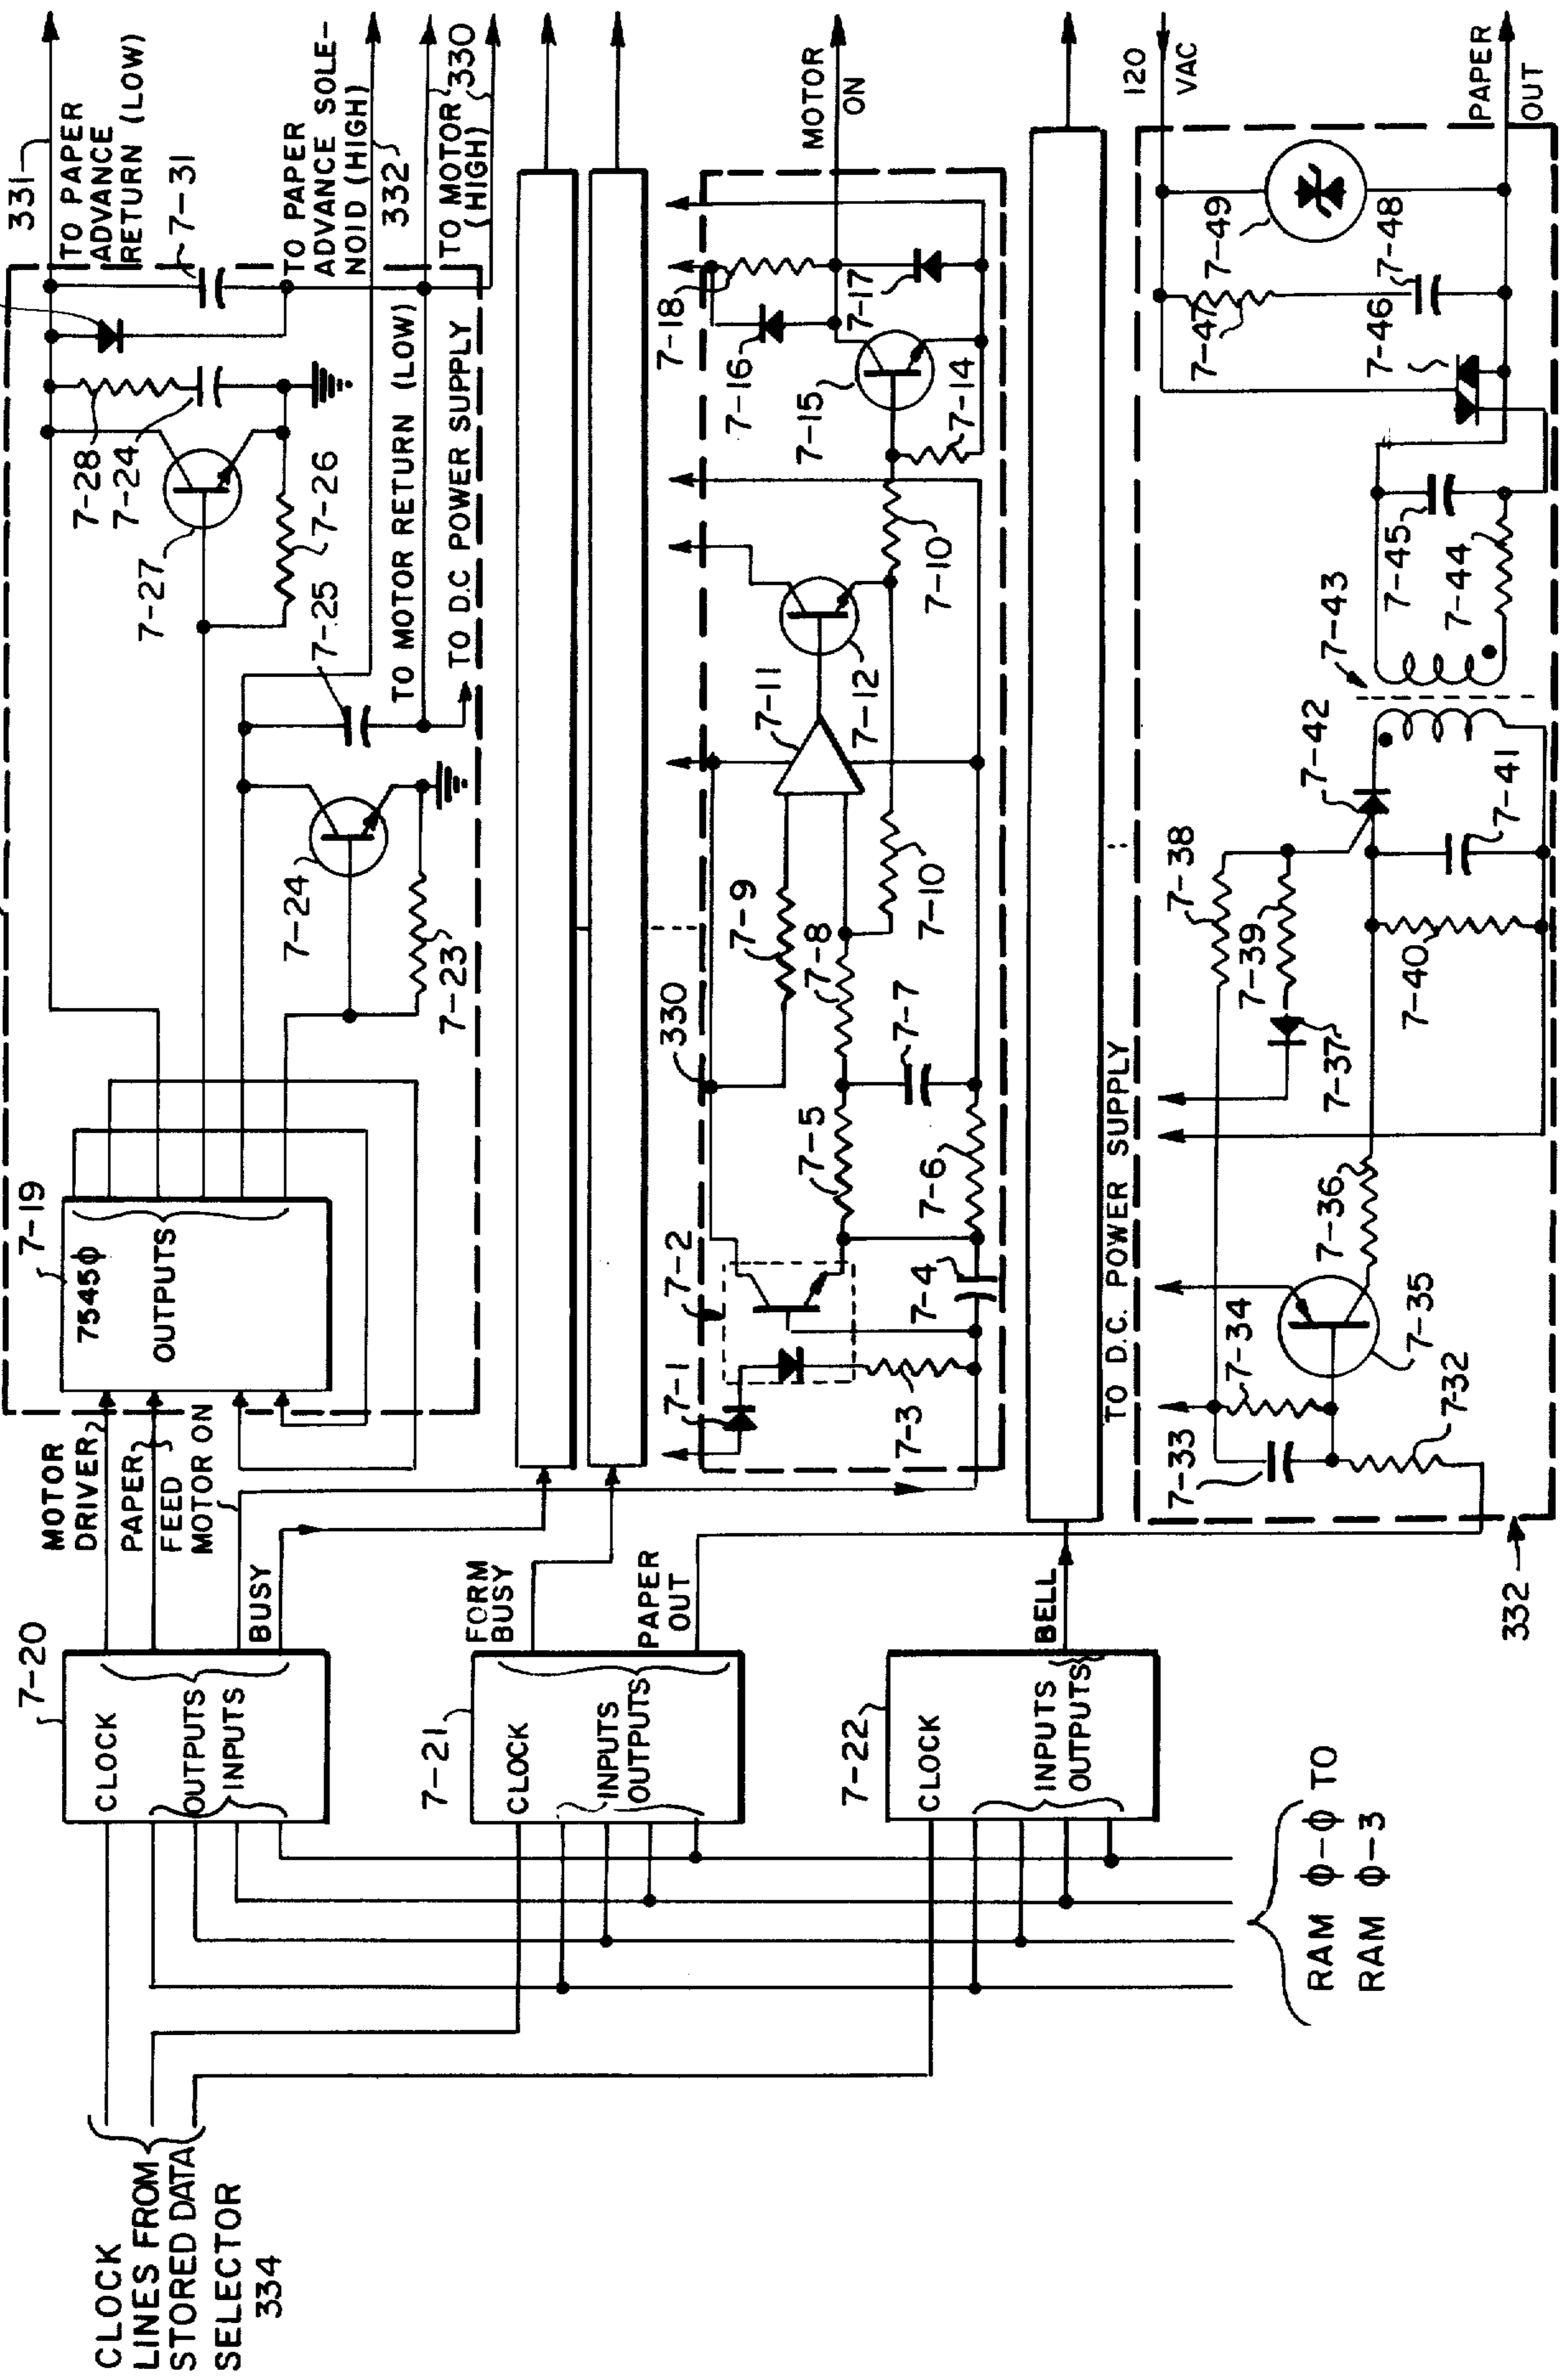 331
TO PAPER
ADVANCE
RETURN (LOW)
7-31
TO PAPER
ADVANCE SOLE-
NOID (HIGH)
332
TO MOTOR 330
(HIGH)
7-28
7-24
7-27
7-26
7-25
TO MOTOR RETURN (LOW)
TO D.C POWER SUPPLY
7-24
7-23
7-19
7545φ
OUTPUTS
MOTOR
DRIVER
PAPER
FEED
MOTOR ON
BUSY
7-20
CLOCK
OUTPUTS
INPUTS
FORM
BUSY
PAPER
OUT
7-21
CLOCK
INPUTS
OUTPUTS
BELL
7-22
CLOCK
INPUTS
OUTPUTS
CLOCK
LINES FROM
STORED DATA
SELECTOR
334
RAM φ-φ TO
RAM φ-3
MOTOR
ON
7-18
7-16
7-17
7-15
7-14
7-10
7-11
7-12
7-10
7-9
330
7-8
7-7
7-5
7-6
7-2
7-4
7-1
7-3
TO D.C. POWER SUPPLY
120
VAC
PAPER
OUT
7-49
7-48
7-47
7-46
7-45
7-44
7-43
7-42
7-41
7-38
7-39
7-40
7-37
7-36
7-34
7-35
7-33
7-32
332